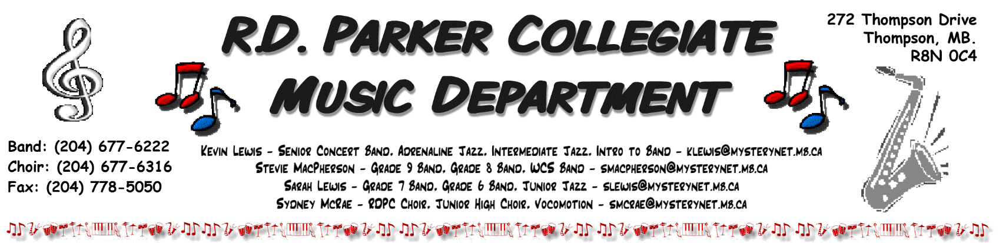 R.D. Parker Collegiate
Music Department
272 Thompson Drive
Thompson, MB.
R8N 0C4
Band: (204) 677-6222
Choir: (204) 677-6316
Fax: (204) 778-5050
Kevin Lewis - Senior Concert Band, Adrenaline Jazz, Intermediate Jazz, Intro to Band - klewis@mysterynet.mb.ca
Stevie MacPherson - Grade 9 Band, Grade 8 Band, WCS Band - smacpherson@mysterynet.mb.ca
Sarah Lewis - Grade 7 Band, Grade 6 Band, Junior Jazz - slewis@mysterynet.mb.ca
Sydney McRae - RDPC Choir, Junior High Choir, Vocomotion - smcrae@mysterynet.mb.ca